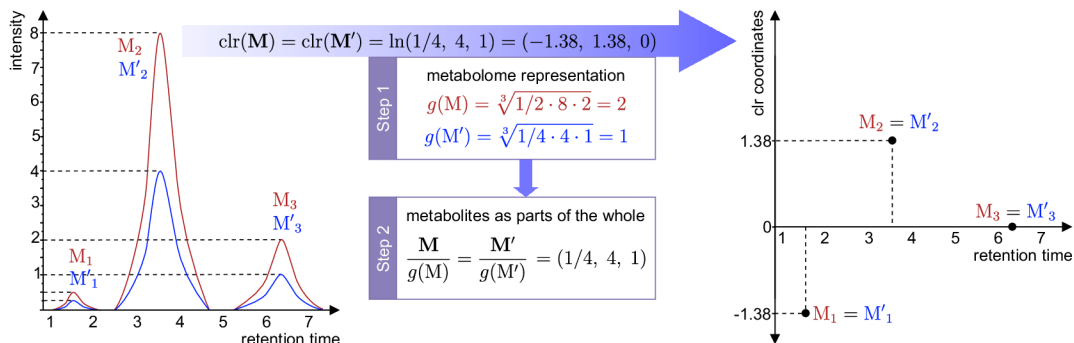 intensity
8
7
6
5
4
3
2
1
M₂
M′₂
M₃
M′₃
M₁
M′₁
1 2 3 4 5 6 7
retention time
clr(M) = clr(M′) = ln(1/4, 4, 1) = (−1.38, 1.38, 0)
Step 1
metabolome representation
g(M) = ∛(1/2 · 8 · 2) = 2
g(M′) = ∛(1/4 · 4 · 1) = 1
Step 2
metabolites as parts of the whole
M/g(M) = M′/g(M′) = (1/4, 4, 1)
clr coordinates
1.38
0
-1.38
M₂ = M′₂
M₃ = M′₃
M₁ = M′₁
1 2 3 4 5 6 7
retention time